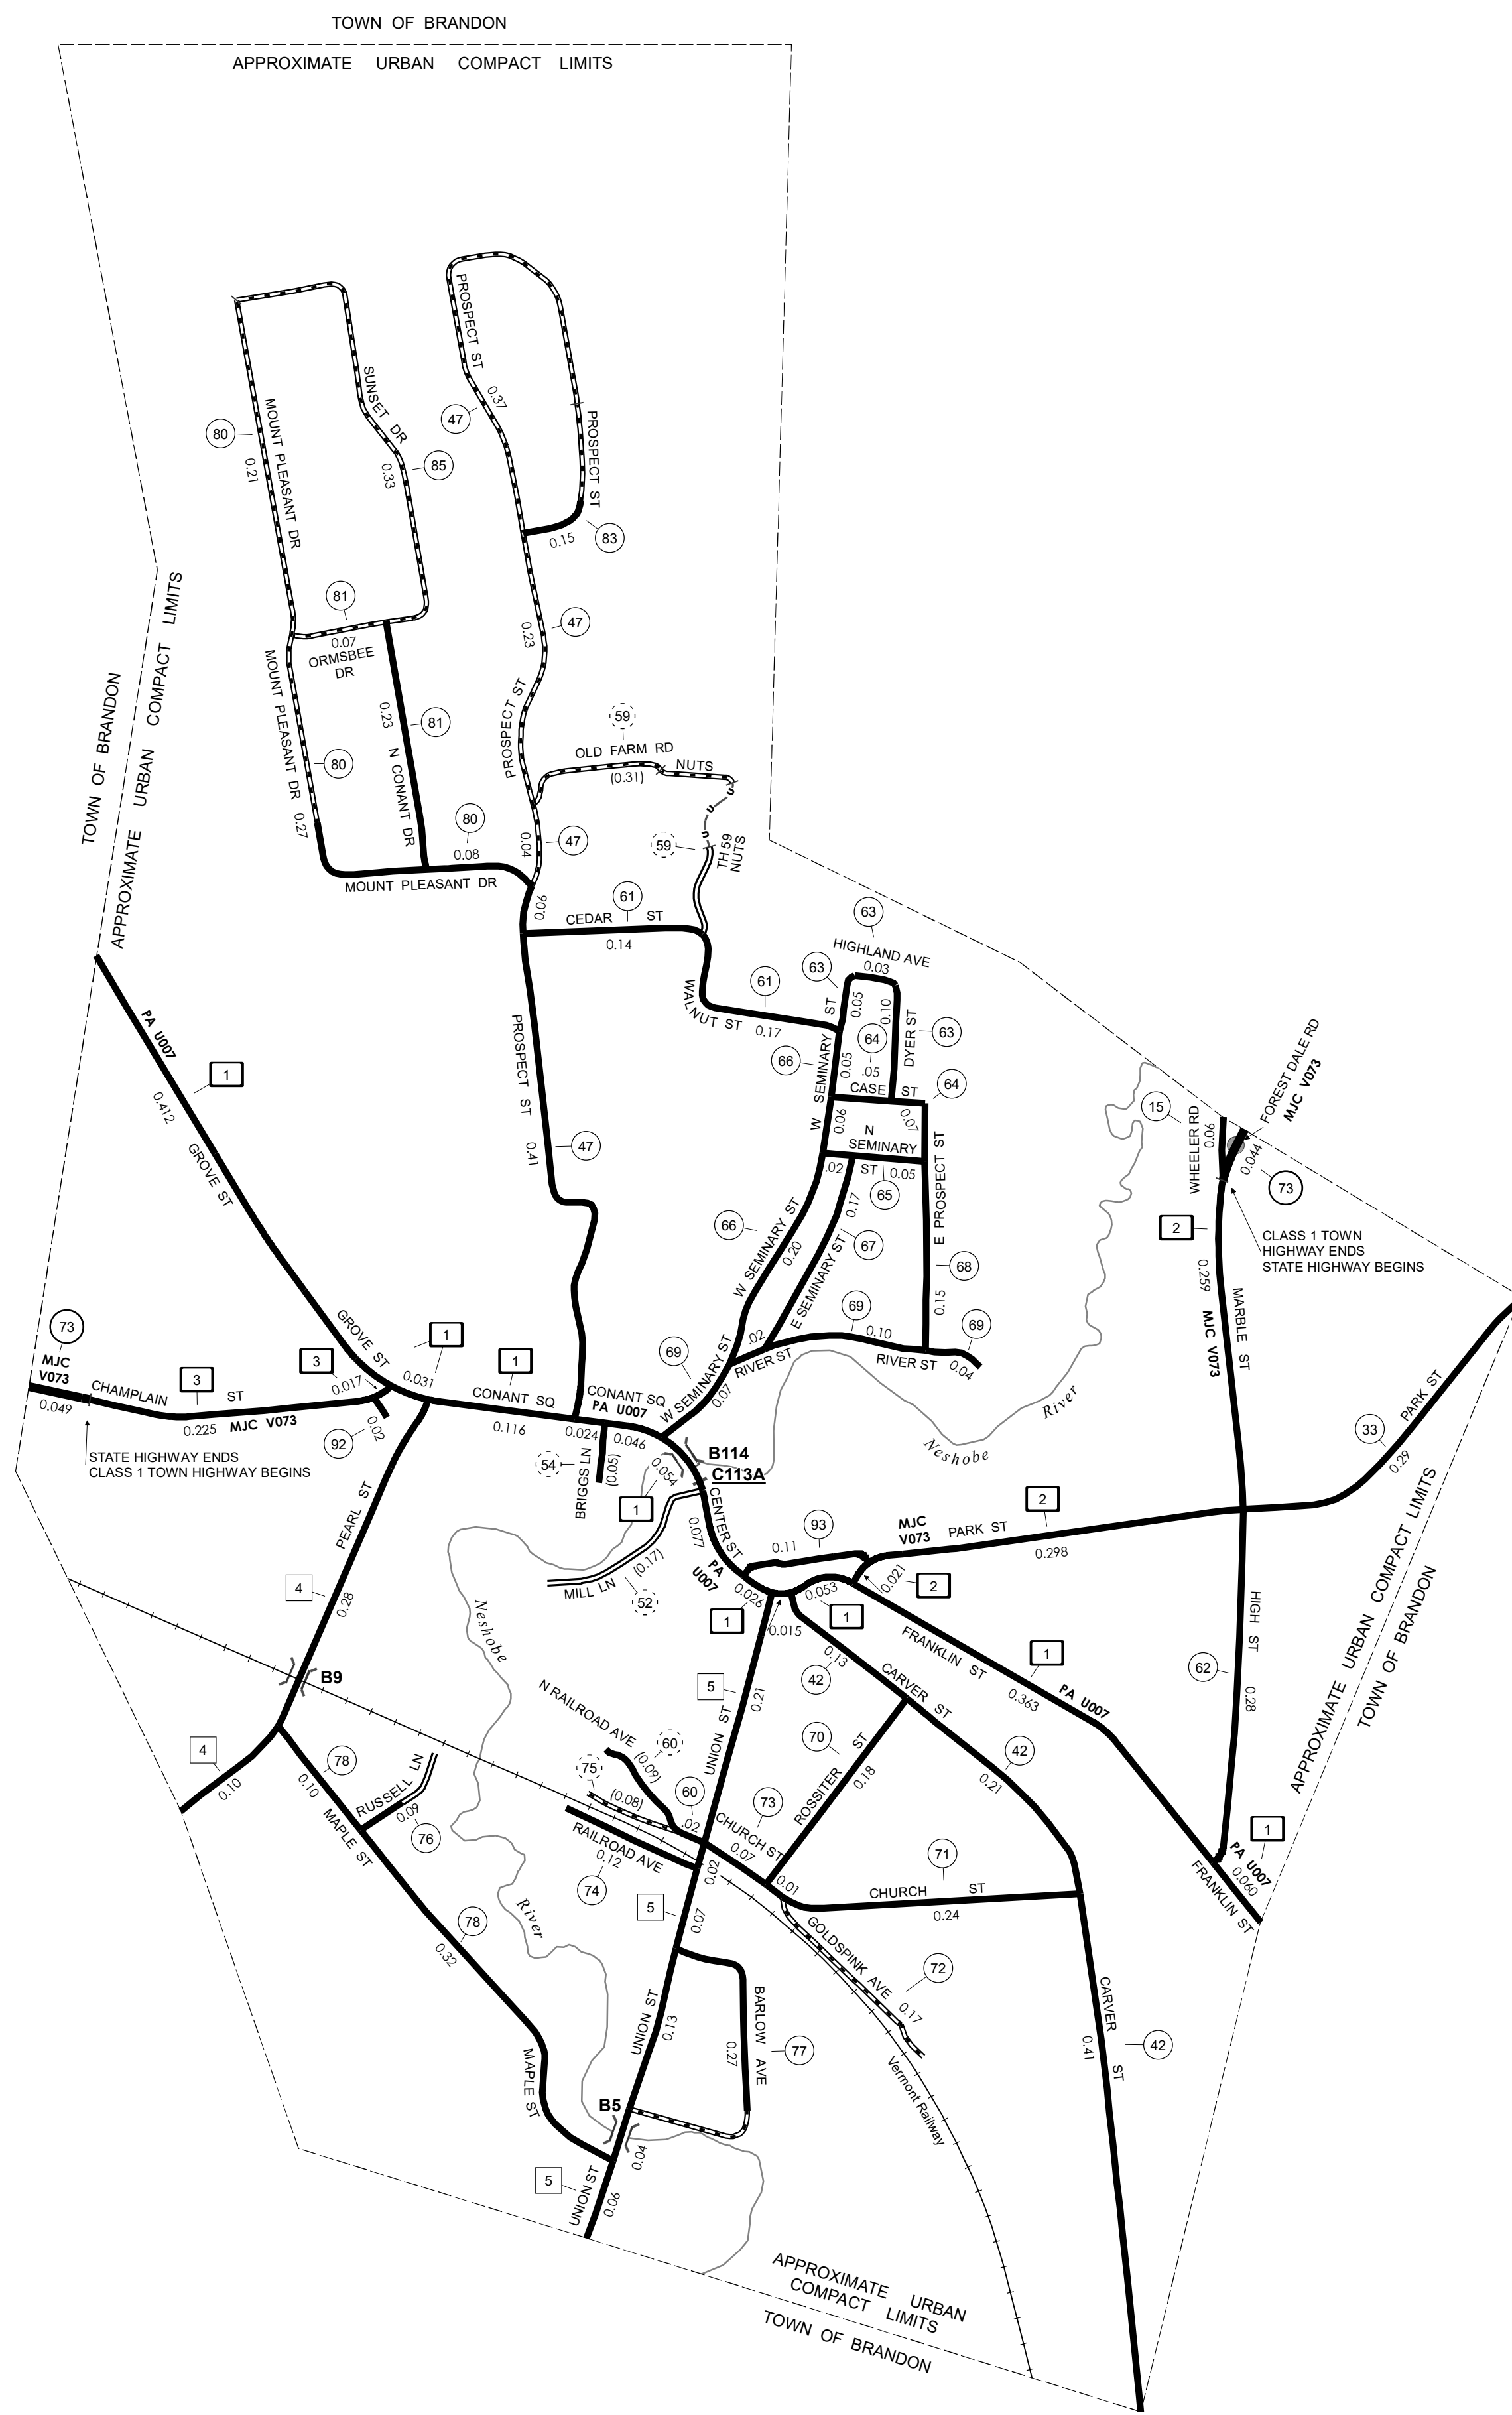 TOWN OF BRANDON
APPROXIMATE URBAN COMPACT LIMITS
PROSPECT ST
0.37
47
SUNSET DR
0.33
85
80
MOUNT PLEASANT DR
0.21
PROSPECT ST
0.15
83
81
0.07
ORMSBEE
DR
47
0.23
PROSPECT ST
MOUNT PLEASANT DR
0.27
80
0.23
N CONANT DR
81
80
0.08
MOUNT PLEASANT DR
TOWN OF BRANDON
APPROXIMATE URBAN COMPACT LIMITS
59
OLD FARM RD
NUTS
(0.31)
47
0.04
59
TH 59
NUTS
0.06
61
CEDAR ST
0.14
61
WALNUT ST
0.17
63
HIGHLAND AVE
0.03
63
0.05
0.10
DYER ST
63
64
.05
66
W SEMINARY ST
0.05
CASE ST
64
0.06
0.07
N
SEMINARY
ST
.02
0.05
65
PROSPECT ST
0.41
47
66
W SEMINARY ST
0.20
0.17
E SEMINARY ST
67
E PROSPECT ST
68
0.15
69
0.10
69
.02
RIVER ST
RIVER ST
0.04
69
W SEMINARY ST
0.07
PA U007
1
0.412
GROVE ST
GROVE ST
1
0.031
73
MJC
V073
0.049
CHAMPLAIN ST
3
0.225
MJC V073
3
0.017
92
0.02
STATE HIGHWAY ENDS
CLASS 1 TOWN HIGHWAY BEGINS
1
CONANT SQ
0.116
CONANT SQ
PA U007
0.024
0.046
54
BRIGGS LN
(0.05)
0.054
1
B114
C113A
CENTER ST
0.077
PA
U007
MILL LN
(0.17)
52
Neshobe
River
15
WHEELER RD
0.06
FOREST DALE RD
MJC V073
0.044
73
CLASS 1 TOWN
HIGHWAY ENDS
STATE HIGHWAY BEGINS
2
0.259
MJC V073
MARBLE ST
33
PARK ST
0.29
93
0.11
MJC
V073
PARK ST
2
0.298
0.021
2
0.026
1
0.015
0.053
1
FRANKLIN ST
0.363
1
PA U007
HIGH ST
62
0.28
APPROXIMATE URBAN COMPACT LIMITS
TOWN OF BRANDON
1
PA U007
0.060
FRANKLIN ST
PEARL ST
4
0.28
B9
4
0.10
78
0.10
MAPLE ST
RUSSELL LN
0.09
76
Neshobe
River
N RAILROAD AVE
(0.09)
60
75
(0.08)
60
.02
RAILROAD AVE
0.12
74
5
UNION ST
0.21
0.13
42
CARVER ST
42
0.21
70
ROSSITER ST
0.18
73
CHURCH ST
0.07
0.01
0.02
71
CHURCH ST
0.24
5
0.07
GOLDSPINK AVE
0.17
72
78
0.32
MAPLE ST
UNION ST
0.13
BARLOW AVE
0.27
77
CARVER ST
0.41
42
Vermont Railway
B5
0.04
5
UNION ST
0.06
APPROXIMATE URBAN
COMPACT LIMITS
TOWN OF BRANDON